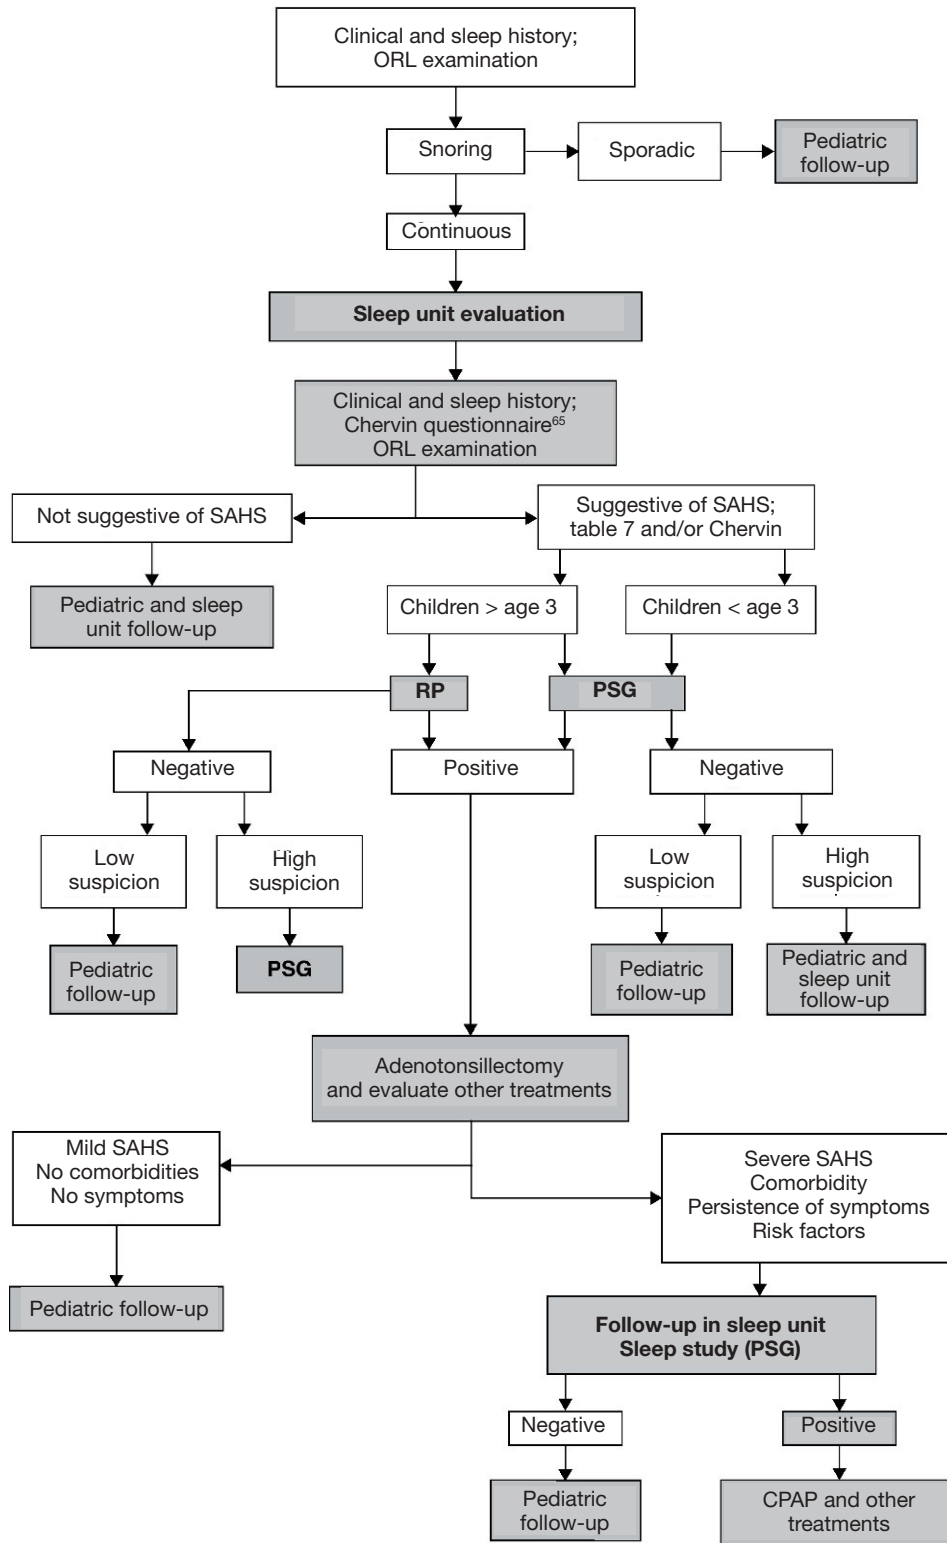 Clinical and sleep history;
ORL examination
Snoring
Sporadic
Pediatric
follow-up
Continuous
Sleep unit evaluation
Clinical and sleep history;
Chervin questionnaire65
ORL examination
Not suggestive of SAHS
Suggestive of SAHS;
table 7 and/or Chervin
Pediatric and sleep
unit follow-up
Children > age 3
Children < age 3
RP
PSG
Negative
Positive
Negative
Low
suspicion
High
suspicion
Low
suspicion
High
suspicion
Pediatric
follow-up
PSG
Pediatric
follow-up
Pediatric and
sleep unit
follow-up
Adenotonsillectomy
and evaluate other treatments
Mild SAHS
No comorbidities
No symptoms
Severe SAHS
Comorbidity
Persistence of symptoms
Risk factors
Pediatric follow-up
Follow-up in sleep unit
Sleep study (PSG)
Negative
Positive
Pediatric
follow-up
CPAP and other
treatments